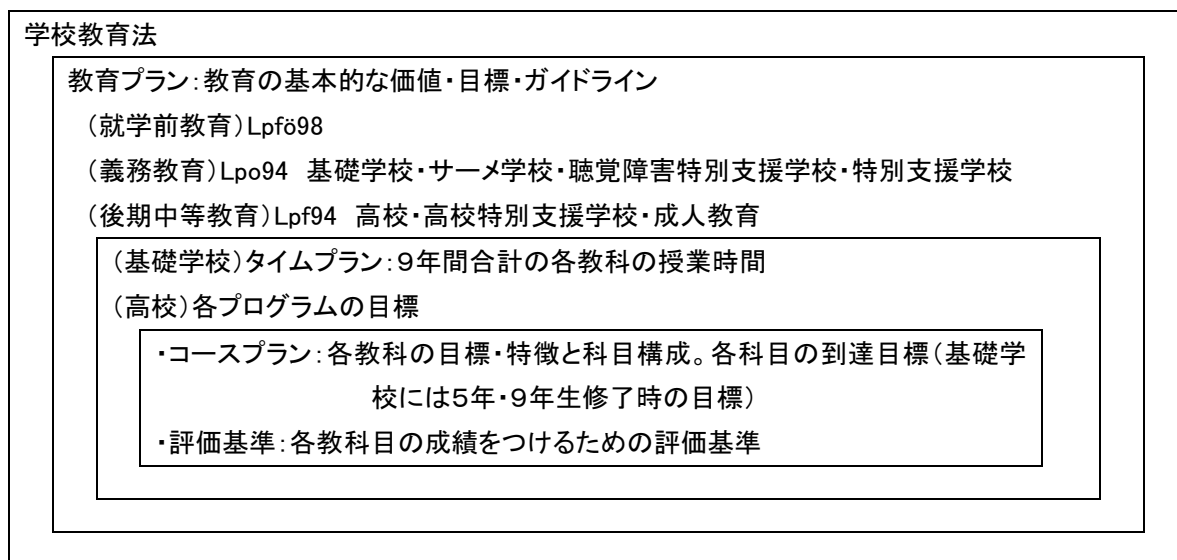 学校教育法
教育プラン:教育の基本的な価値・目標・ガイドライン
(就学前教育)Lpfö98
(義務教育)Lpo94 基礎学校・サーメ学校・聴覚障害特別支援学校・特別支援学校
(後期中等教育)Lpf94 高校・高校特別支援学校・成人教育
(基礎学校)タイムプラン:9年間合計の各教科の授業時間
(高校)各プログラムの目標
・コースプラン:各教科の目標・特徴と科目構成。各科目の到達目標(基礎学
校には5年・9年生修了時の目標)
・評価基準:各教科目の成績をつけるための評価基準